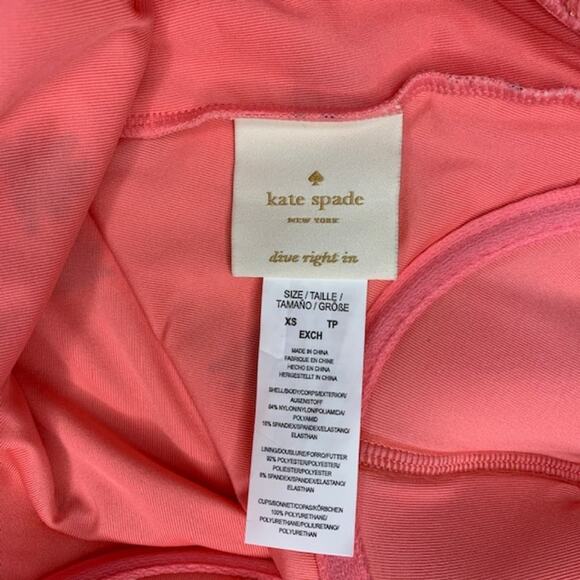 kate spade
NEW YORK
dive right in
SIZE / TAILLE /
TAMAÑO / GRÖßE
XS TP
EXCH
MADE IN CHINA
FABRIQUE EN CHINE
HECHO EN CHINA
HERGESTELLT IN CHINA
SHELL/BODY/CORPS/EXTERIOR/
AUßENSTOFF
84% NYLON/NYLON/POLIAMIDA/
POLYAMID
16% SPANDEX/SPANDEX/ELASTANO/
ELASTHAN
LINING/DOUBLURE/FORRO/FUTTER
92% POLYESTER/POLYESTER/
POLIESTER/POLYESTER
8% SPANDEX/SPANDEX/ELASTANO/
ELASTHAN
CUPS/BONNET/COPAS/KÖRBCHEN
100% POLYURETHANE/
POLYURETHANE/POLIURETANO/
POLYURETHAN